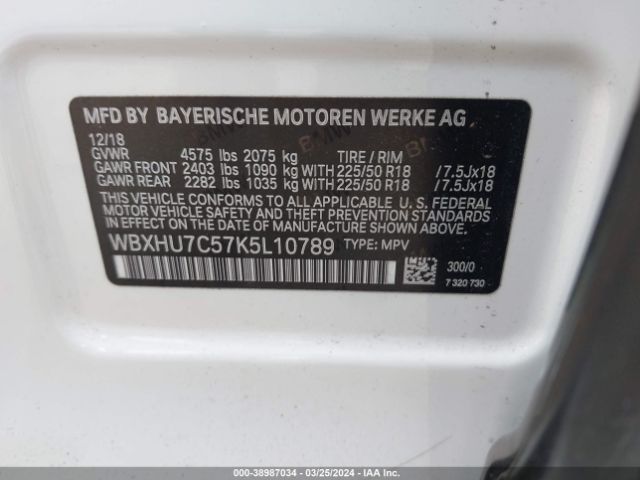 MFD BY BAYERISCHE MOTOREN WERKE AG
12/18
GVWR 4575 lbs 2075 kg TIRE / RIM
GAWR FRONT 2403 lbs 1090 kg WITH 225/50 R18 /7.5Jx18
GAWR REAR 2282 lbs 1035 kg WITH 225/50 R18 /7.5Jx18
THIS VEHICLE CONFORMS TO ALL APPLICABLE U. S. FEDERAL
MOTOR VEHICLE SAFETY, BUMPER, AND THEFT PREVENTION STANDARDS
IN EFFECT ON THE DATE OF MANUFACTURE SHOWN ABOVE.
WBXHU7C57K5L10789 TYPE: MPV
300/0
7 320 730
000-38987034 / 03/25/2024 / IAA Inc.